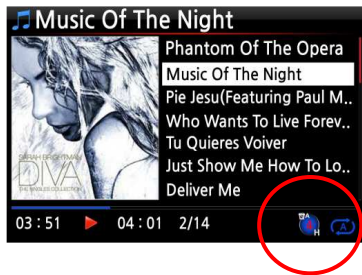 Music Of The Night
Phantom Of The Opera
Music Of The Night
Pie Jesu(Featuring Paul M..
Who Wants To Live Forev..
Tu Quieres Voiver
Just Show Me How To Lo..
Deliver Me
SARAH BRIGHTMAN
DIVA
THE SINGLES COLLECTION
03:51 04:01 2/14
A
H
A